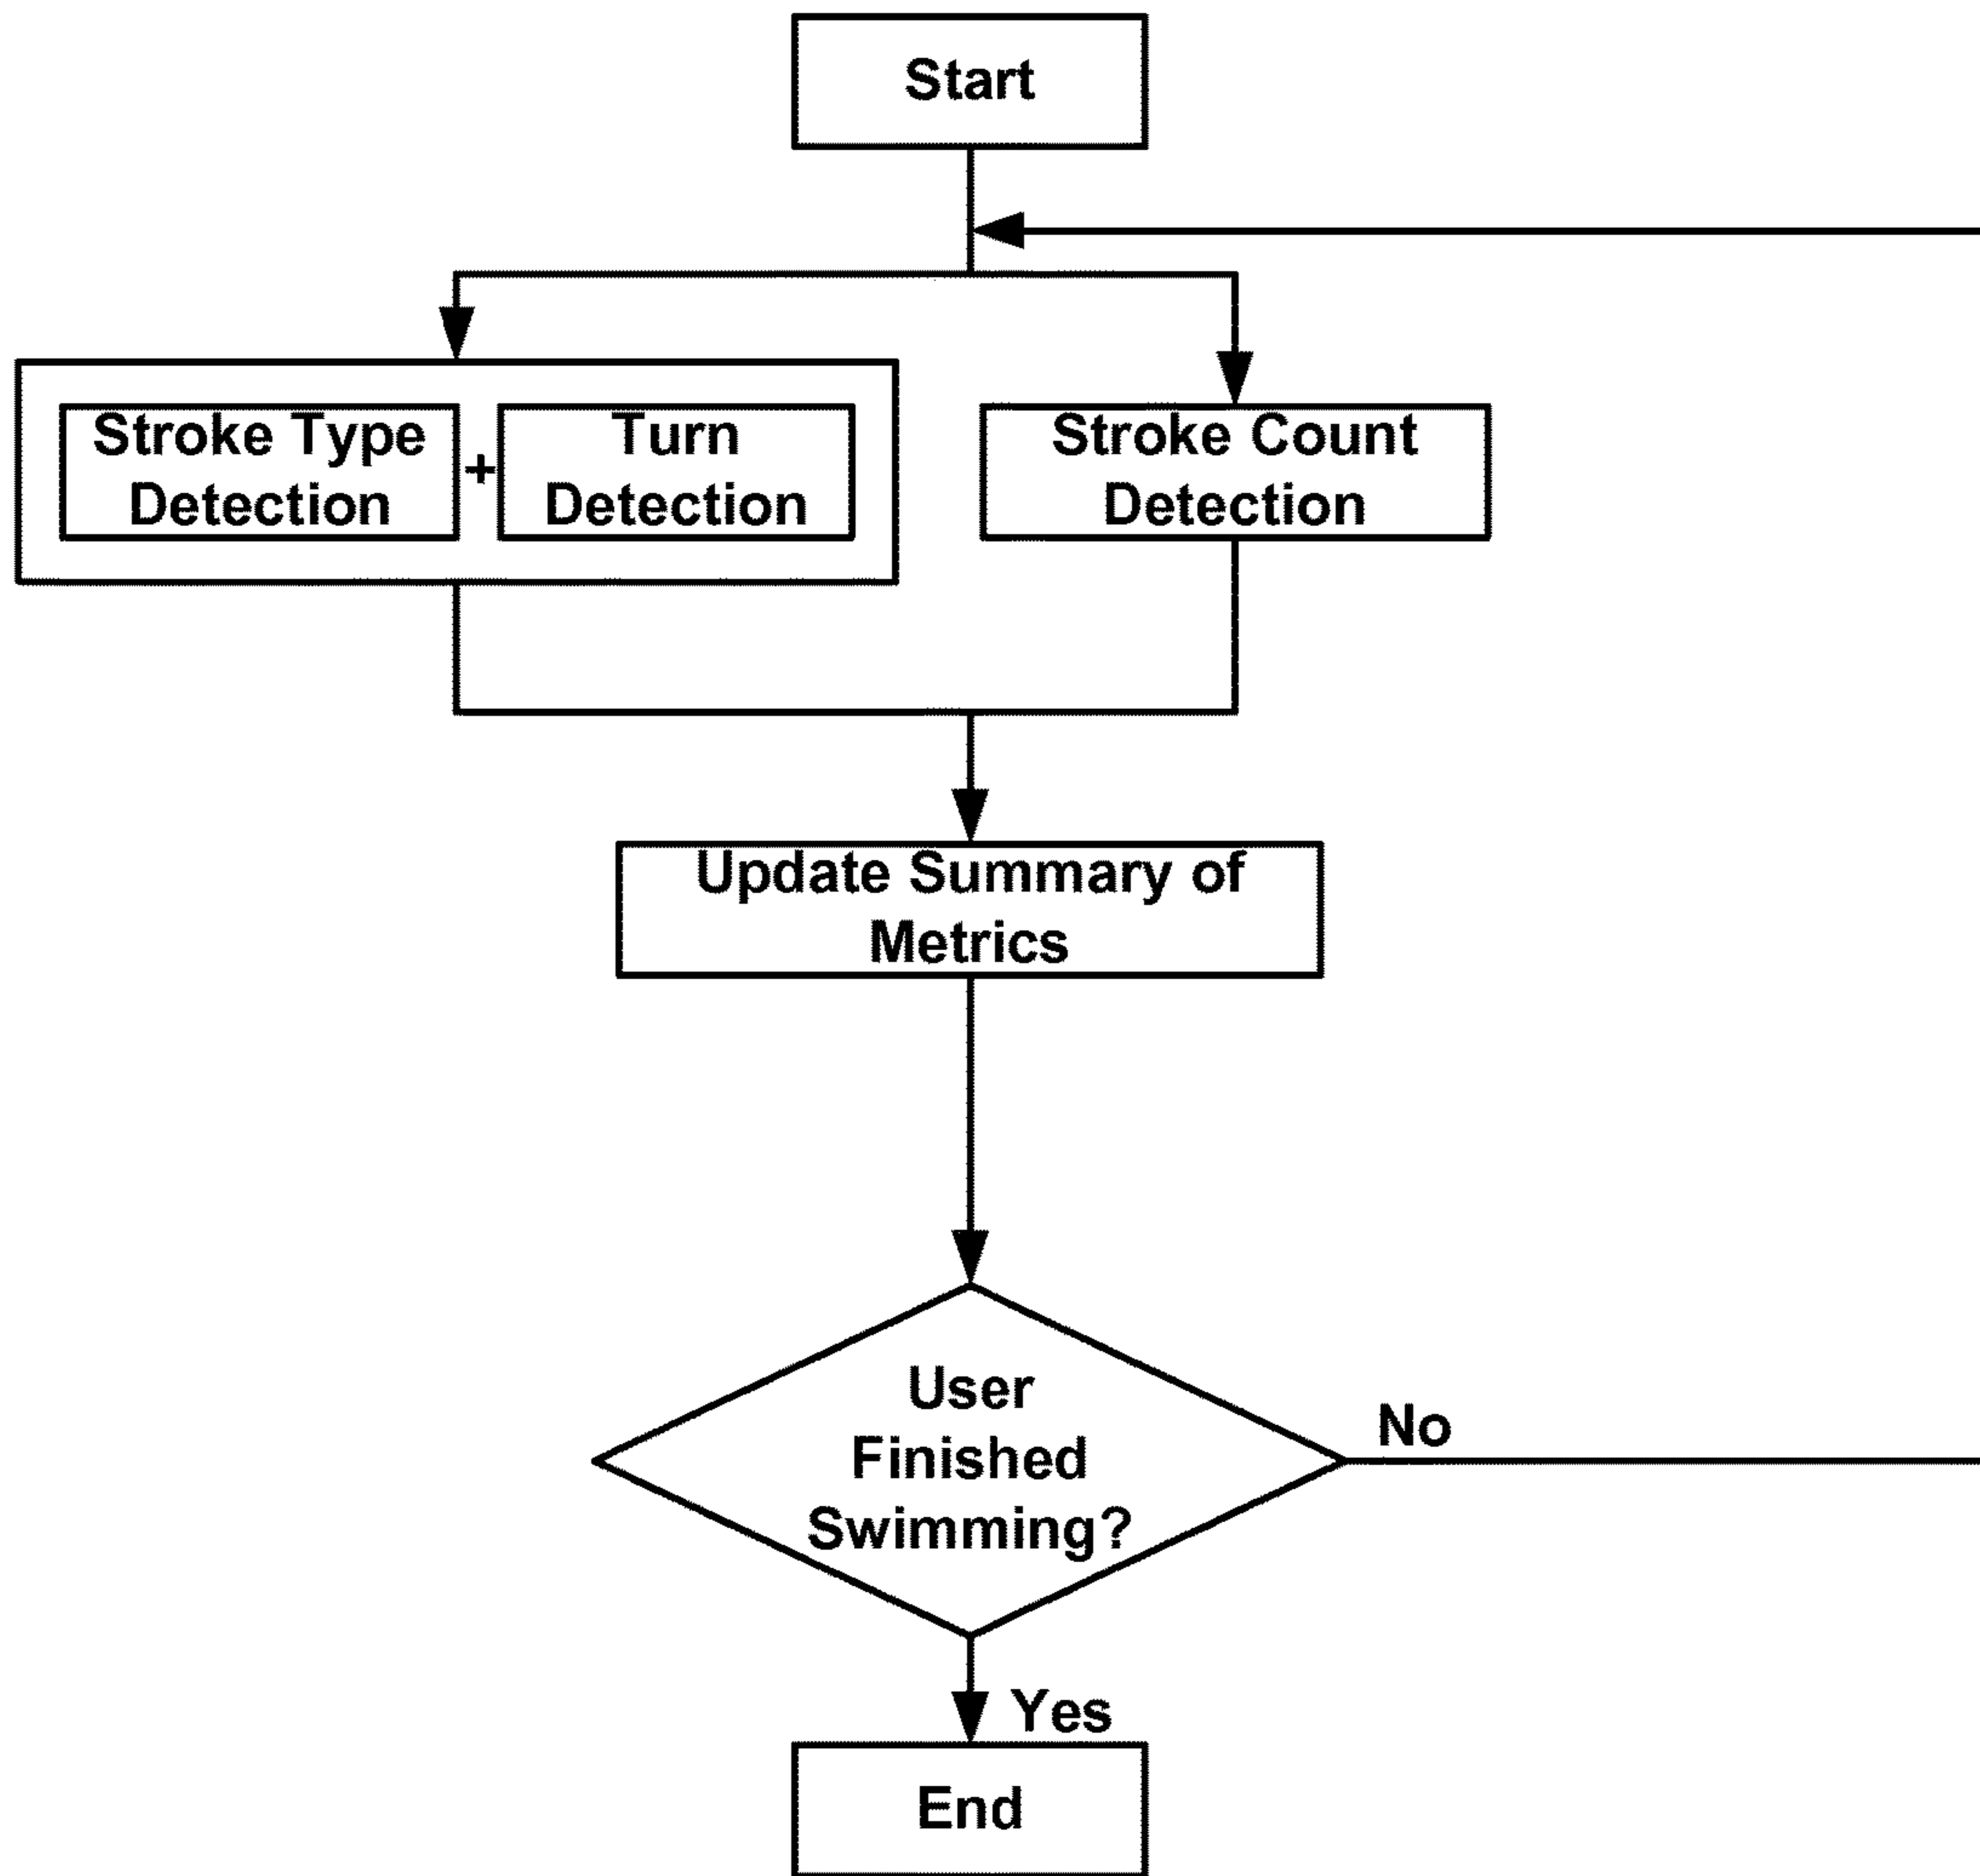 Start
Stroke Type
Detection
+
Turn
Detection
Stroke Count
Detection
Update Summary of
Metrics
User
Finished
Swimming?
No
Yes
End